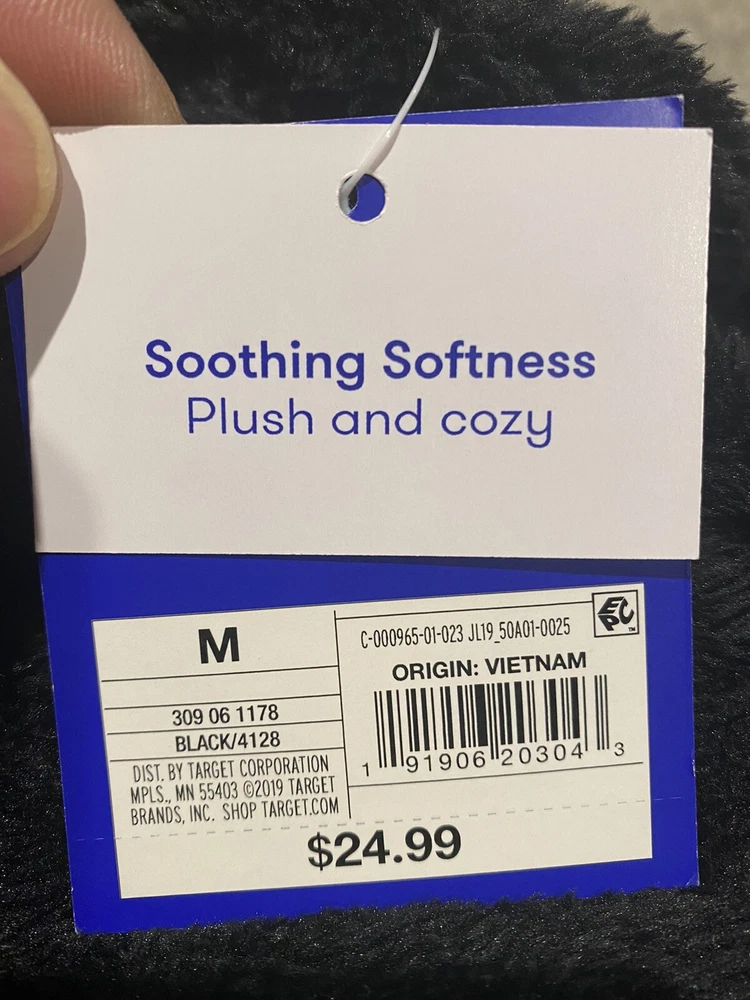 Soothing Softness
Plush and cozy
M
309 06 1178
BLACK/4128
DIST. BY TARGET CORPORATION
MPLS., MN 55403 ©2019 TARGET
BRANDS, INC. SHOP TARGET.COM
C-000965-01-023 JL19_50A01-0025
EPC™
ORIGIN: VIETNAM
1 91906 20304 3
$24.99